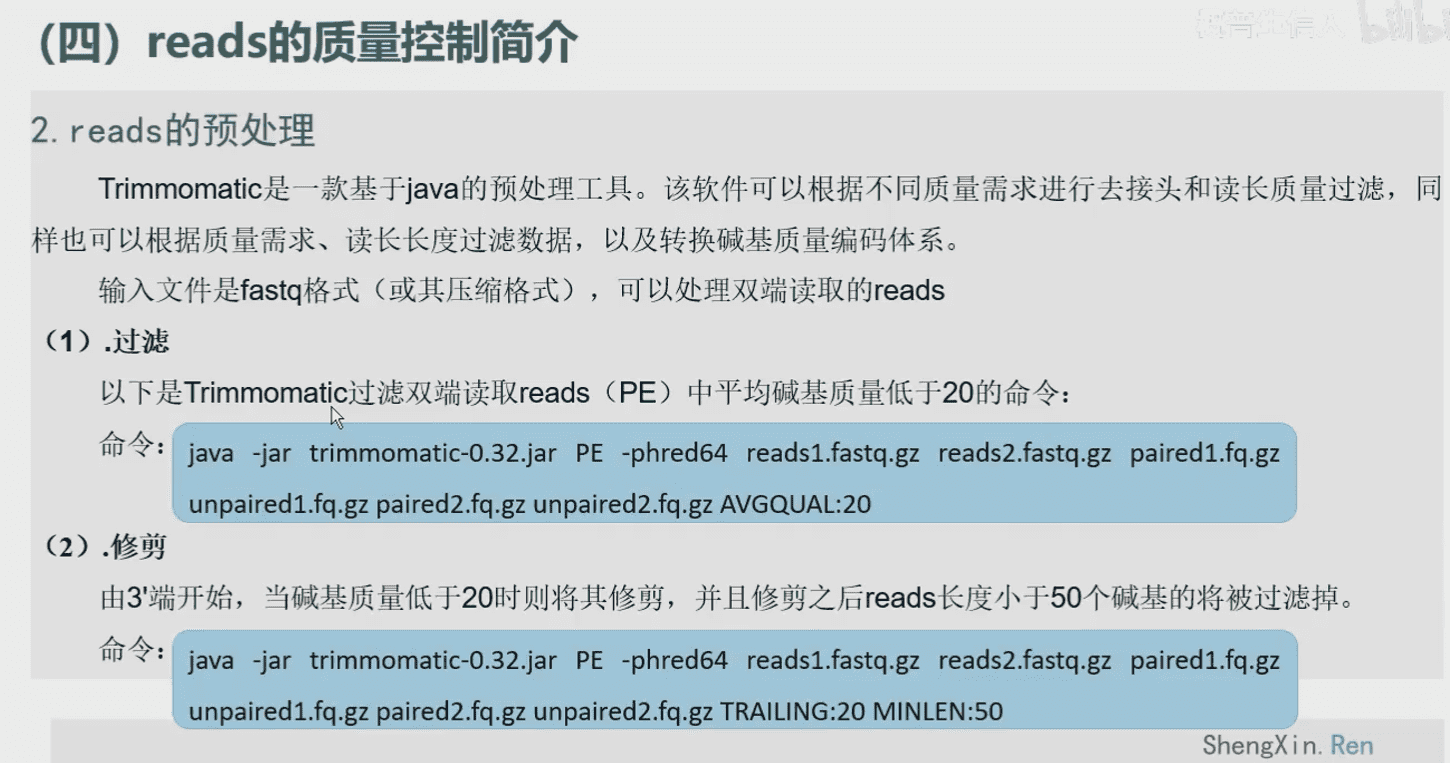 （四）reads的质量控制简介
2.reads的预处理
Trimmomatic是一款基于java的预处理工具。该软件可以根据不同质量需求进行去接头和读长质量过滤，同
样也可以根据质量需求、读长长度过滤数据，以及转换碱基质量编码体系。
输入文件是fastq格式（或其压缩格式），可以处理双端读取的reads
（1）.过滤
以下是Trimmomatic过滤双端读取reads（PE）中平均碱基质量低于20的命令：
命令：java -jar trimmomatic-0.32.jar PE -phred64 reads1.fastq.gz reads2.fastq.gz paired1.fq.gz
unpaired1.fq.gz paired2.fq.gz unpaired2.fq.gz AVGQUAL:20
（2）.修剪
由3'端开始，当碱基质量低于20时则将其修剪，并且修剪之后reads长度小于50个碱基的将被过滤掉。
命令：java -jar trimmomatic-0.32.jar PE -phred64 reads1.fastq.gz reads2.fastq.gz paired1.fq.gz
unpaired1.fq.gz paired2.fq.gz unpaired2.fq.gz TRAILING:20 MINLEN:50
ShengXin.Ren